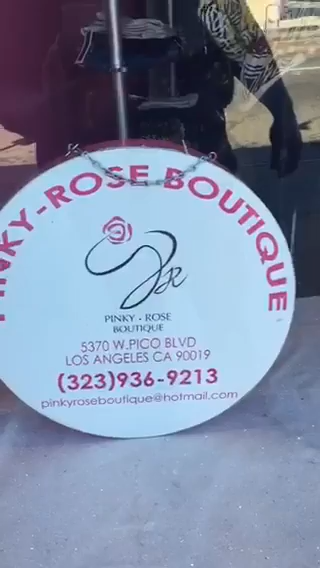 PINKY-ROSE BOUTIQUE
PR
PINKY - ROSE
BOUTIQUE
5370 W.PICO BLVD
LOS ANGELES CA 90019
(323)936-9213
pinkyroseboutique@hotmail.com